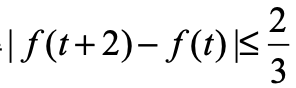 | f(t+2) − f(t) |≤ 2/3